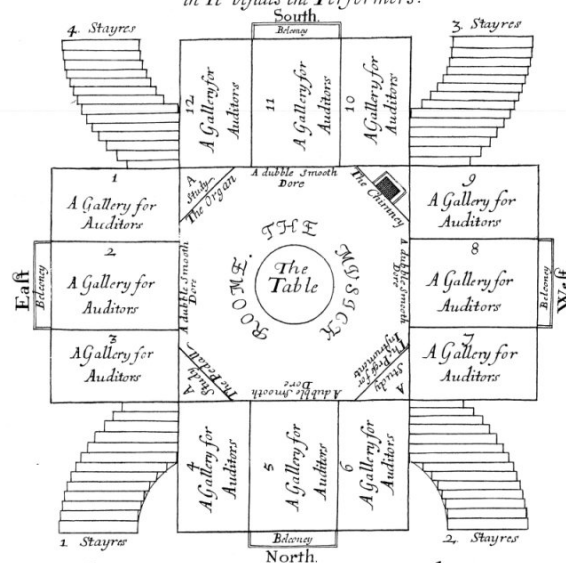 in It besides the Performers.
South.
Belconey
4. Stayres
3. Stayres
12
A Gallery for
Auditors
11
A Gallery for
Auditors
10
A Gallery for
Auditors
1
A Gallery for
Auditors
A
Study
The Organ
A dubble smooth
Dore
The Chimney
9
A Gallery for
Auditors
East
Belconey
2
A Gallery for
Auditors
A dubble smooth
Dore
THE
MUSICK
ROOME.
The
Table
A dubble smooth
Dore
8
A Gallery for
Auditors
Belconey
West
3
A Gallery for
Auditors
A
Study
The Pedall
A dubble smooth
Dore
A
Study
The Press for
Instruments
7
A Gallery for
Auditors
4
A Gallery for
Auditors
5
A Gallery for
Auditors
6
A Gallery for
Auditors
1 Stayres
2. Stayres
Belconey
North.